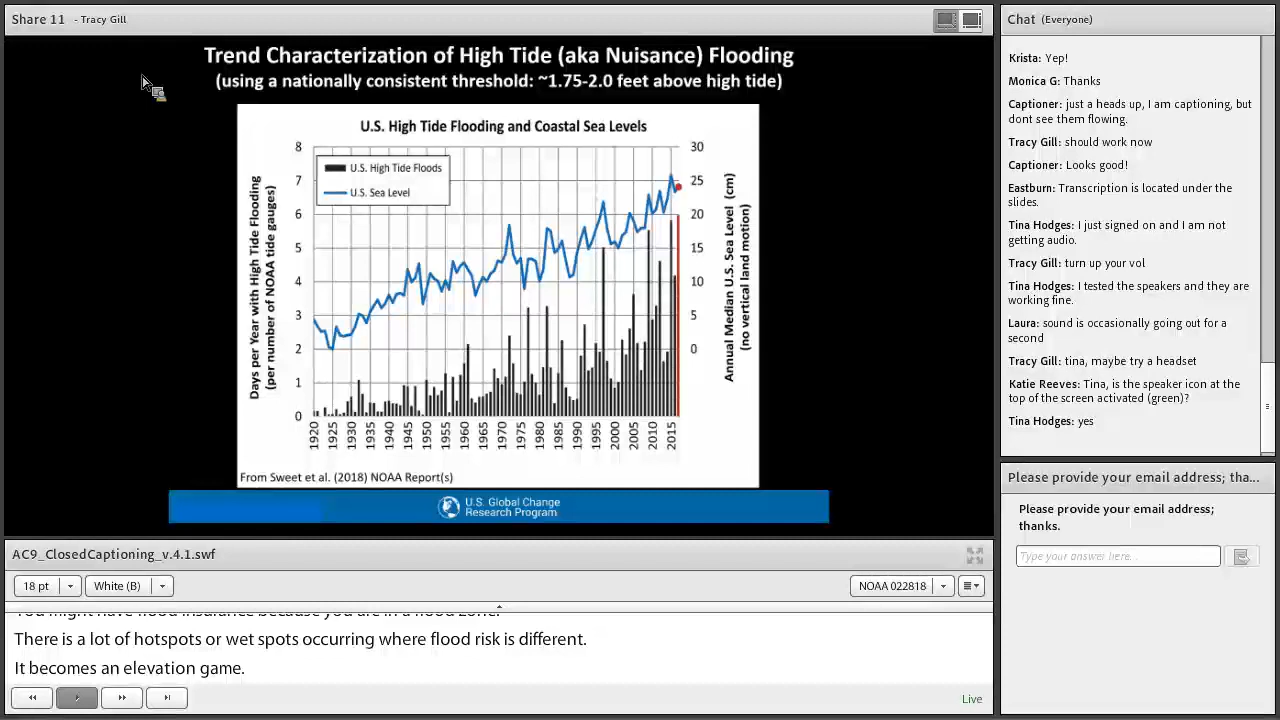 Share 11 - Tracy Gill
Trend Characterization of High Tide (aka Nuisance) Flooding
(using a nationally consistent threshold: ~1.75-2.0 feet above high tide)
U.S. High Tide Flooding and Coastal Sea Levels
U.S. High Tide Floods
U.S. Sea Level
Days per Year with High Tide Flooding
(per number of NOAA tide gauges)
8
7
6
5
4
3
2
1
0
30
25
20
15
10
5
0
Annual Median U.S. Sea Level (cm)
(no vertical land motion)
1920 1925 1930 1935 1940 1945 1950 1955 1960 1965 1970 1975 1980 1985 1990 1995 2000 2005 2010 2015
From Sweet et al. (2018) NOAA Report(s)
U.S. Global Change
Research Program
AC9_ClosedCaptioning_v.4.1.swf
18 pt White (B) NOAA 022818
You might have flood insurance because you are in a flood zone.
There is a lot of hotspots or wet spots occurring where flood risk is different.
It becomes an elevation game.
Live
Chat (Everyone)
Krista: Yep!
Monica G: Thanks
Captioner: just a heads up, I am captioning, but
dont see them flowing.
Tracy Gill: should work now
Captioner: Looks good!
Eastburn: Transcription is located under the
slides.
Tina Hodges: I just signed on and I am not
getting audio.
Tracy Gill: turn up your vol
Tina Hodges: I tested the speakers and they are
working fine.
Laura: sound is occasionally going out for a
second
Tracy Gill: tina, maybe try a headset
Katie Reeves: Tina, is the speaker icon at the
top of the screen activated (green)?
Tina Hodges: yes
Please provide your email address; tha...
Please provide your email address;
thanks.
Type your answer here...